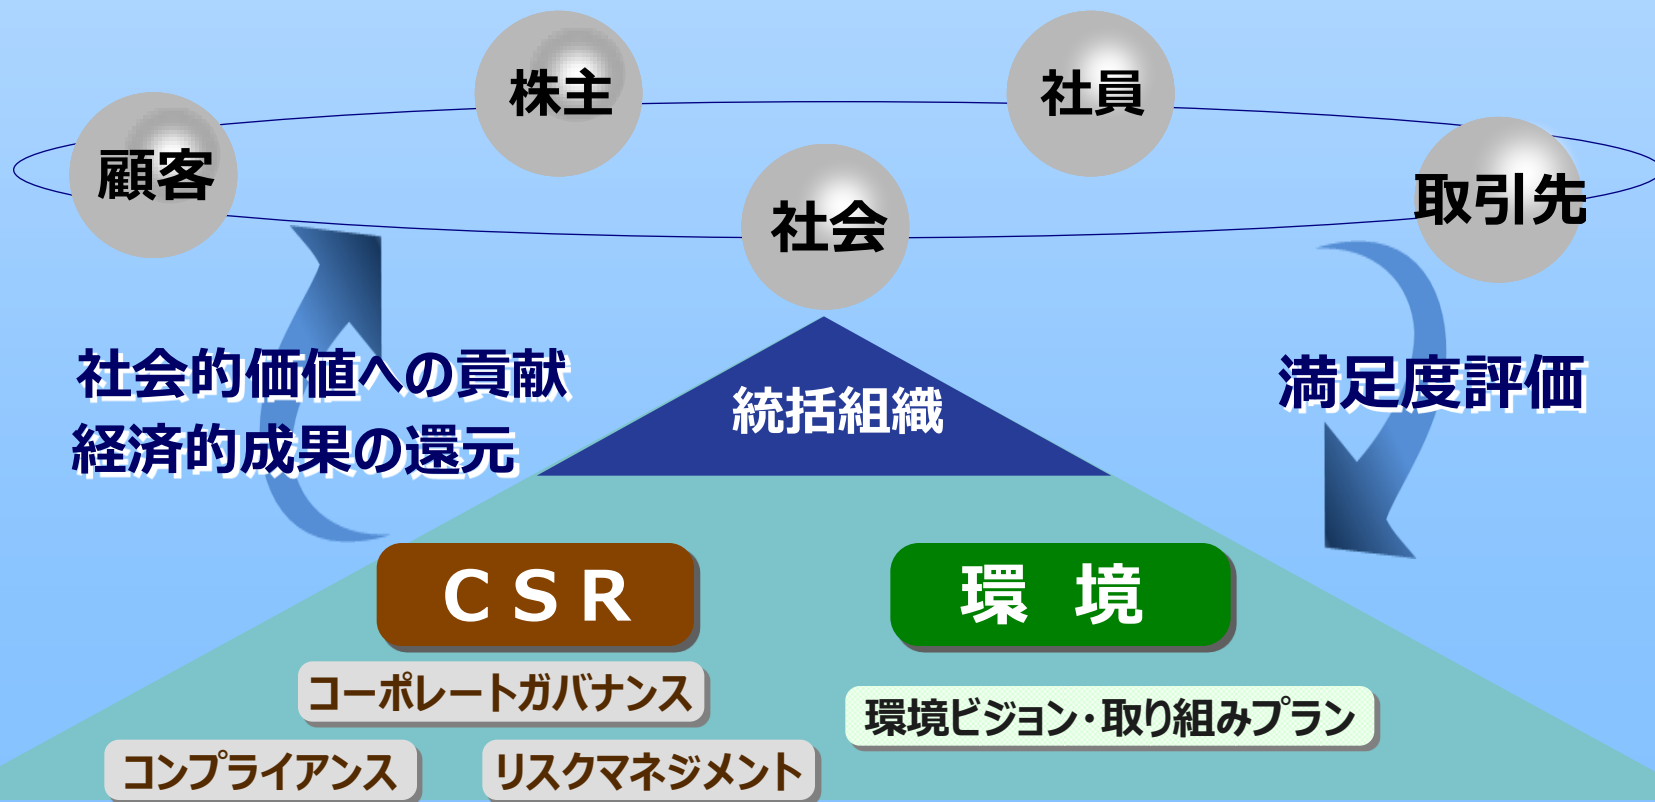 株主
社員
顧客
社会
取引先
社会的価値への貢献
経済的成果の還元
満足度評価
統括組織
ＣＳＲ
環　境
コーポレートガバナンス
環境ビジョン・取り組みプラン
コンプライアンス
リスクマネジメント